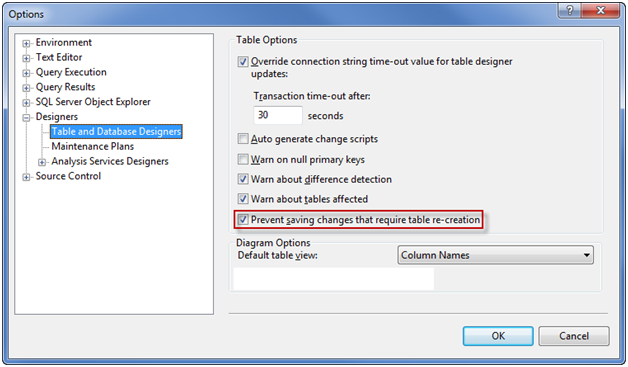 Options
?
Environment
Text Editor
Query Execution
Query Results
SQL Server Object Explorer
Designers
Table and Database Designers
Maintenance Plans
Analysis Services Designers
Source Control
Table Options
Override connection string time-out value for table designer
updates:
Transaction time-out after:
30 seconds
Auto generate change scripts
Warn on null primary keys
Warn about difference detection
Warn about tables affected
Prevent saving changes that require table re-creation
Diagram Options
Default table view: Column Names
OK Cancel